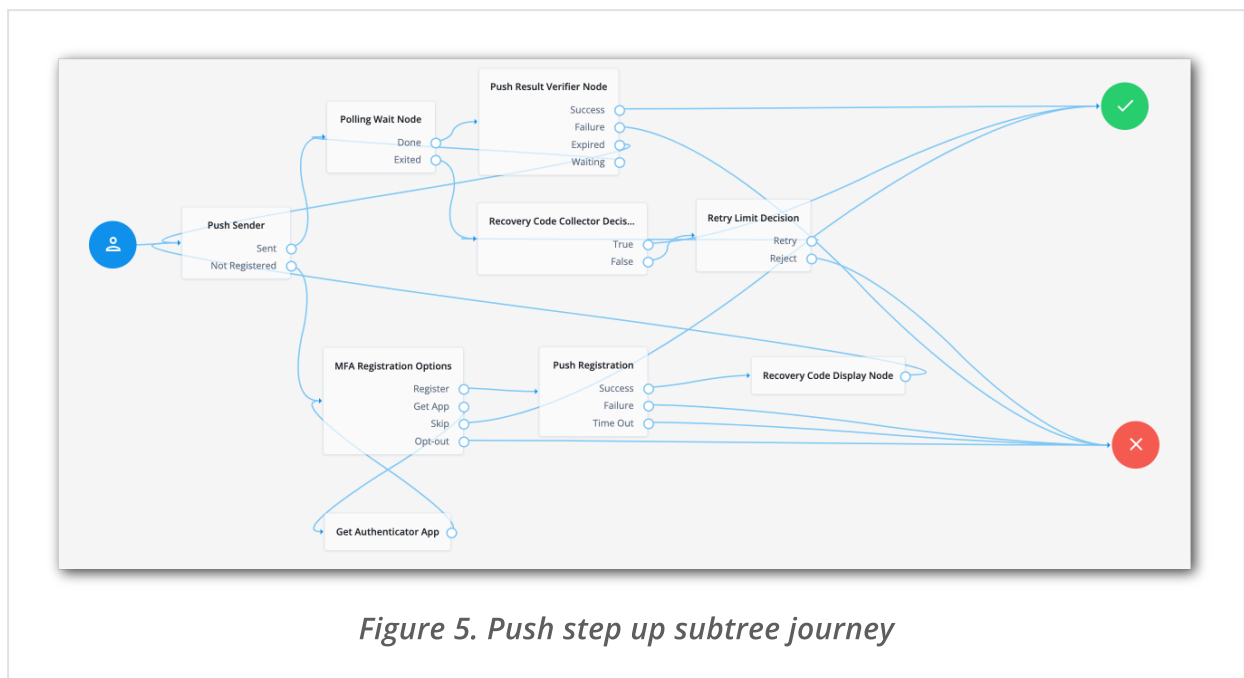 Push Result Verifier Node
Success
Failure
Expired
Waiting
Polling Wait Node
Done
Exited
Push Sender
Sent
Not Registered
Recovery Code Collector Decis...
True
False
Retry Limit Decision
Retry
Reject
MFA Registration Options
Register
Get App
Skip
Opt-out
Push Registration
Success
Failure
Time Out
Recovery Code Display Node
Get Authenticator App
Figure 5. Push step up subtree journey